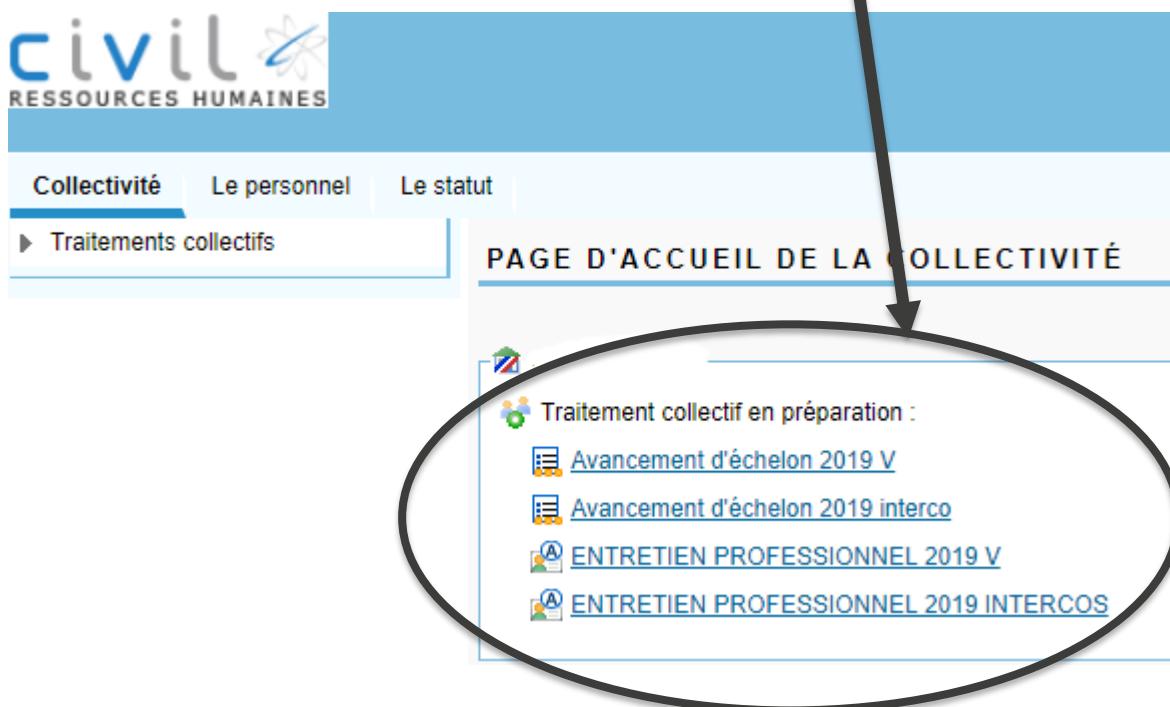 civil
RESSOURCES HUMAINES
Collectivité Le personnel Le statut
Traitements collectifs
PAGE D'ACCUEIL DE LA COLLECTIVITÉ
Traitement collectif en préparation :
Avancement d'échelon 2019 V
Avancement d'échelon 2019 interco
ENTRETIEN PROFESSIONNEL 2019 V
ENTRETIEN PROFESSIONNEL 2019 INTERCOS